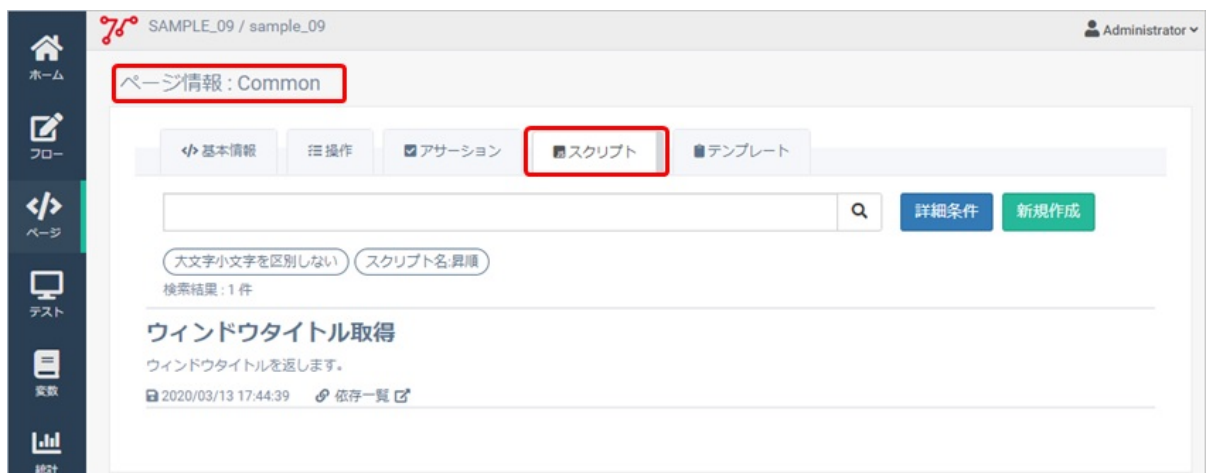 SAMPLE_09 / sample_09
Administrator
ホーム
フロー
ページ
テスト
変数
統計
ページ情報 : Common
基本情報
操作
アサーション
スクリプト
テンプレート
詳細条件
新規作成
大文字小文字を区別しない
スクリプト名:昇順
検索結果 : 1 件
ウィンドウタイトル取得
ウィンドウタイトルを返します。
2020/03/13 17:44:39 依存一覧